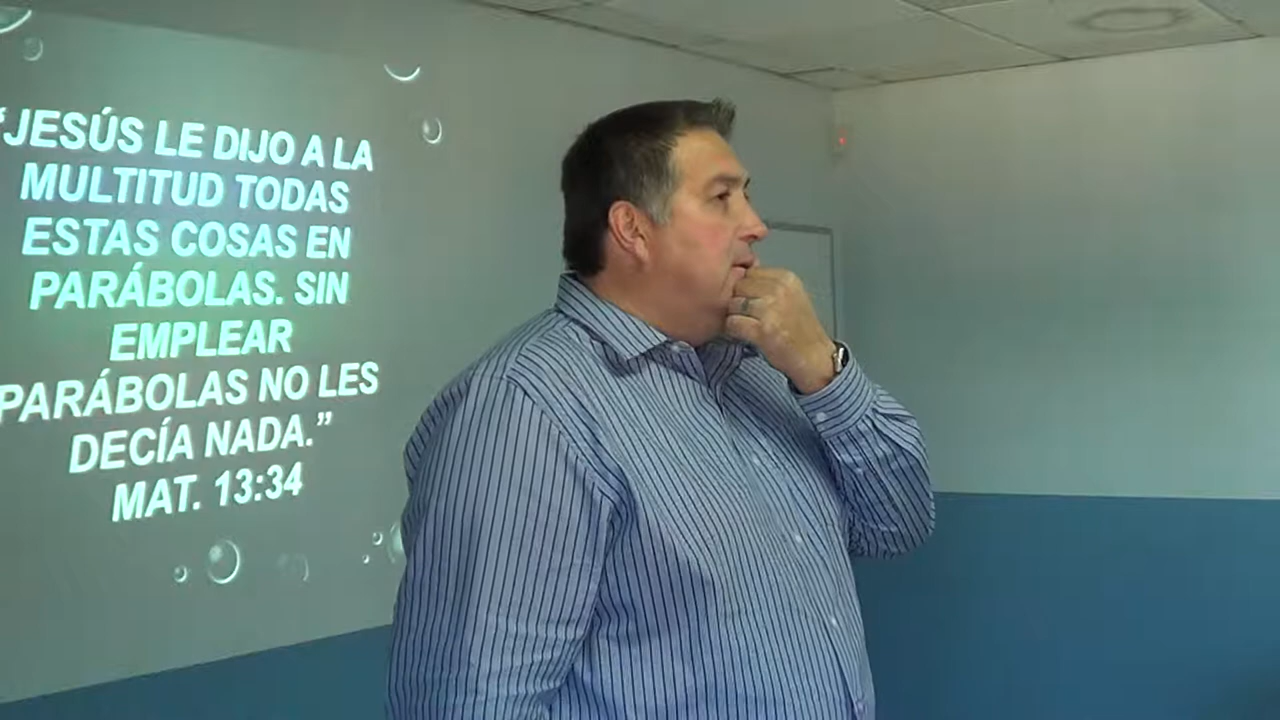 “JESÚS LE DIJO A LA
MULTITUD TODAS
ESTAS COSAS EN
PARÁBOLAS. SIN
EMPLEAR
PARÁBOLAS NO LES
DECÍA NADA.”
MAT. 13:34